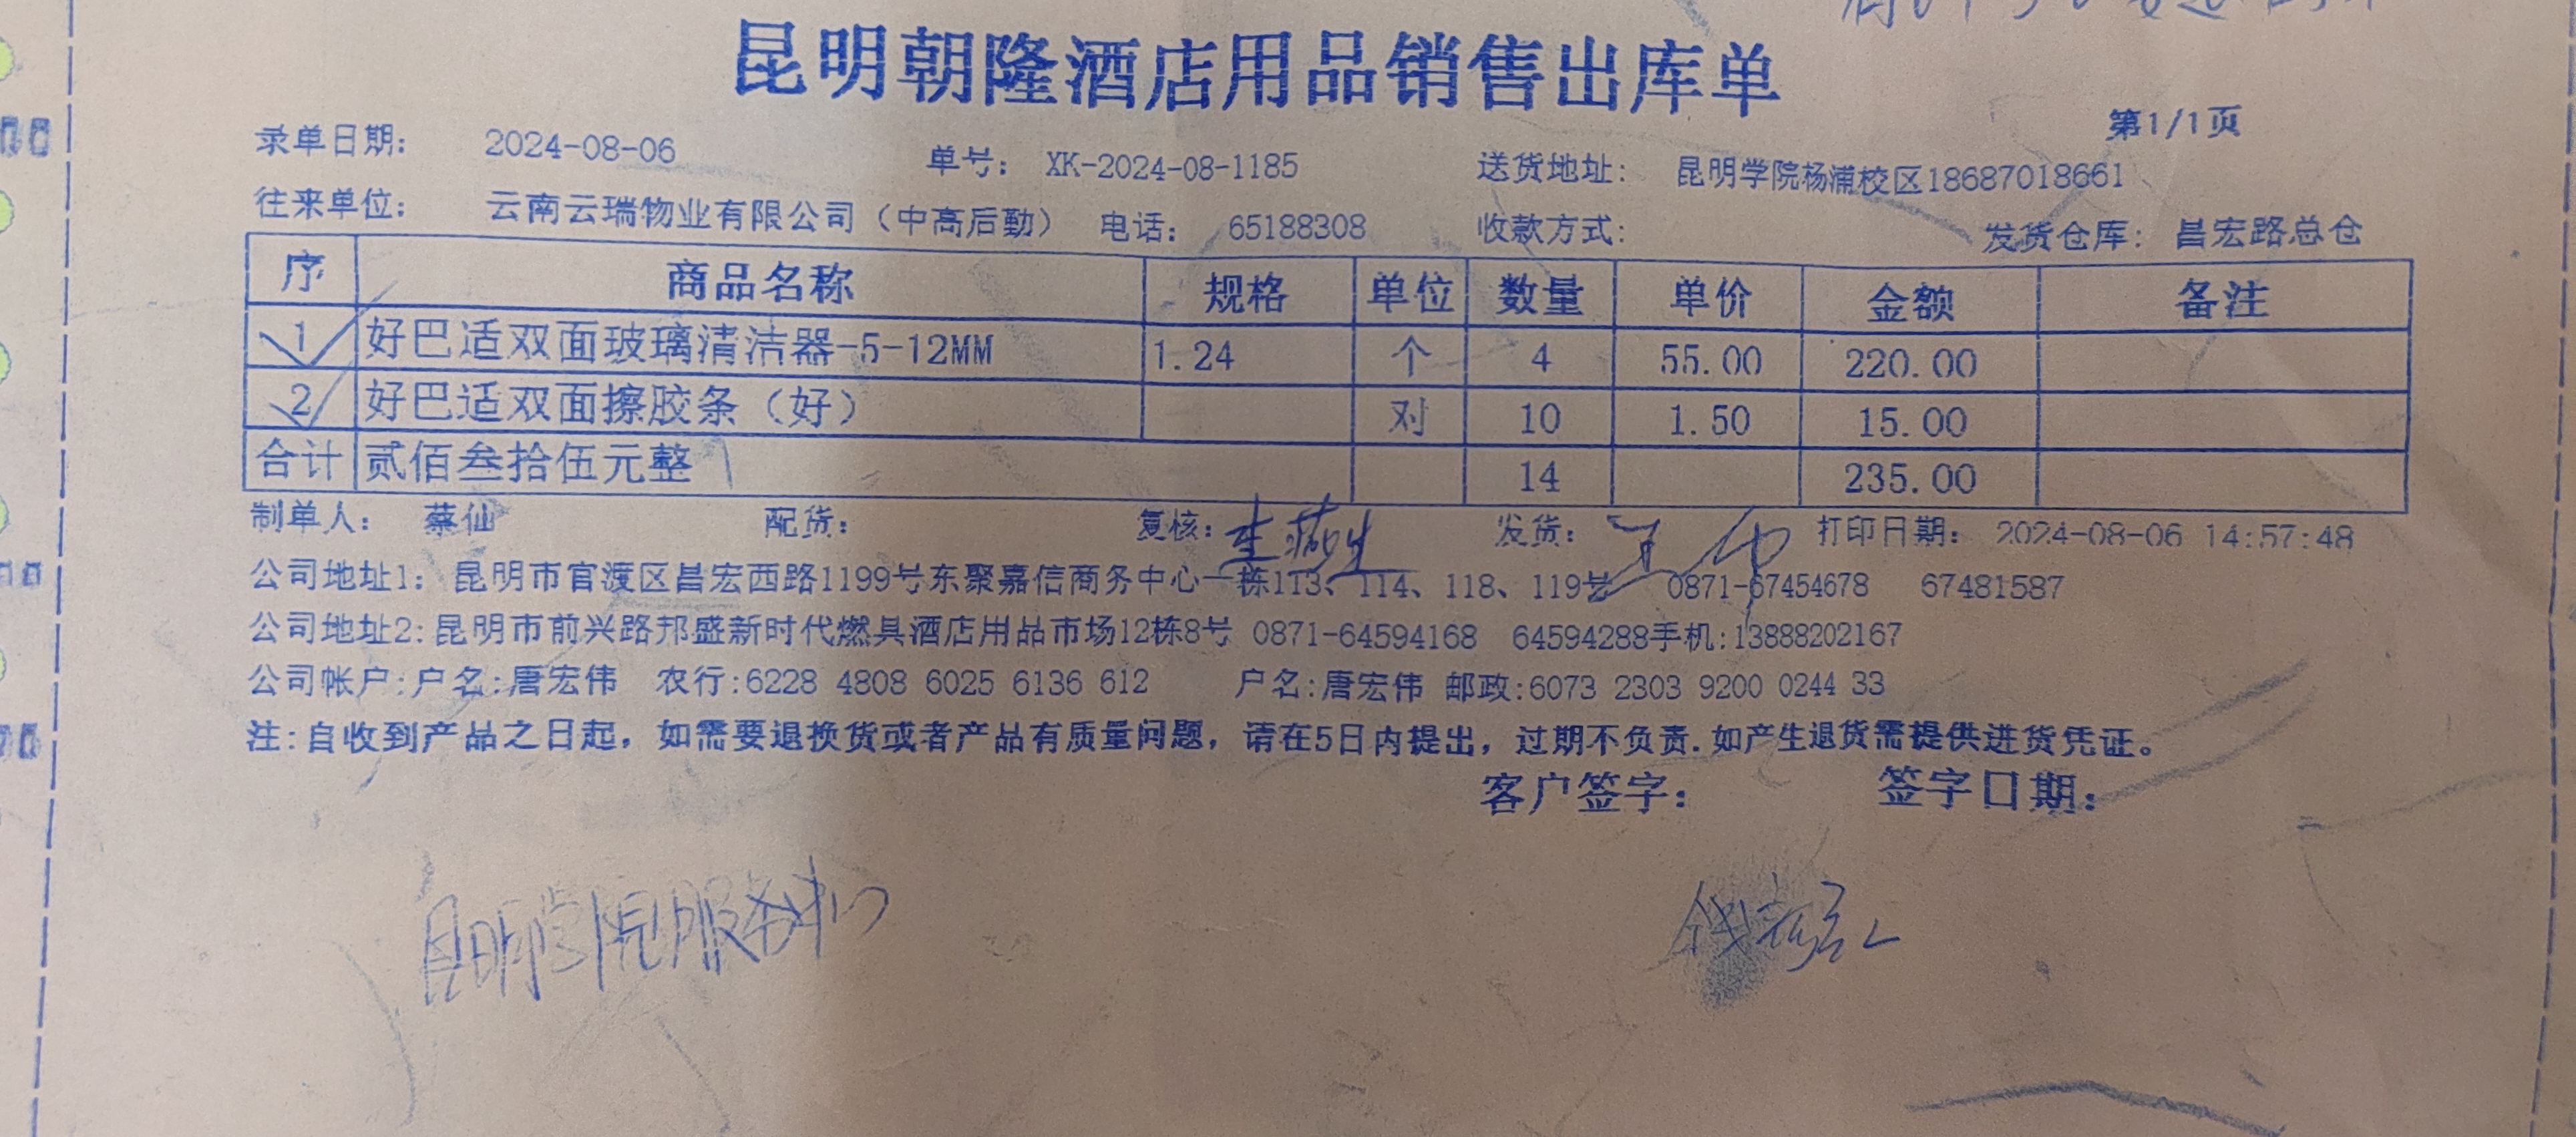 昆明朝隆酒店用品销售出库单
第1/1页
录单日期： 2024-08-06 单号： XK-2024-08-1185 送货地址： 昆明学院杨浦校区18687018661
往来单位： 云南云瑞物业有限公司（中高后勤） 电话： 65188308 收款方式： 发货仓库： 昌宏路总仓
序 商品名称 规格 单位 数量 单价 金额 备注
1 好巴适双面玻璃清洁器-5-12MM 1.24 个 4 55.00 220.00
2 好巴适双面擦胶条（好） 对 10 1.50 15.00
合计 贰佰叁拾伍元整 14 235.00
制单人： 蔡仙 配货： 复核： 发货： 打印日期： 2024-08-06 14:57:48
公司地址1： 昆明市官渡区昌宏西路1199号东聚嘉信商务中心一栋113、114、118、119号 0871-67454678 67481587
公司地址2:昆明市前兴路邦盛新时代燃具酒店用品市场12栋8号 0871-64594168 64594288手机:13888202167
公司帐户:户名:唐宏伟 农行:6228 4808 6025 6136 612 户名:唐宏伟 邮政:6073 2303 9200 0244 33
注:自收到产品之日起，如需要退换货或者产品有质量问题，请在5日内提出，过期不负责.如产生退货需提供进货凭证。
客户签字： 签字日期：
昆明学院服务中心